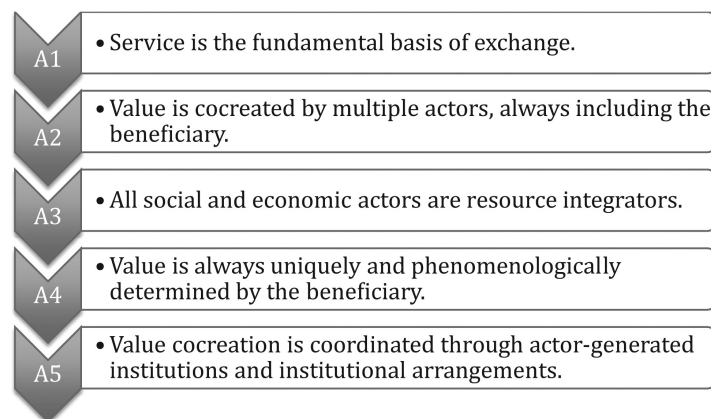 A1
• Service is the fundamental basis of exchange.
A2
• Value is cocreated by multiple actors, always including the
beneficiary.
A3
• All social and economic actors are resource integrators.
A4
• Value is always uniquely and phenomenologically
determined by the beneficiary.
A5
• Value cocreation is coordinated through actor-generated
institutions and institutional arrangements.